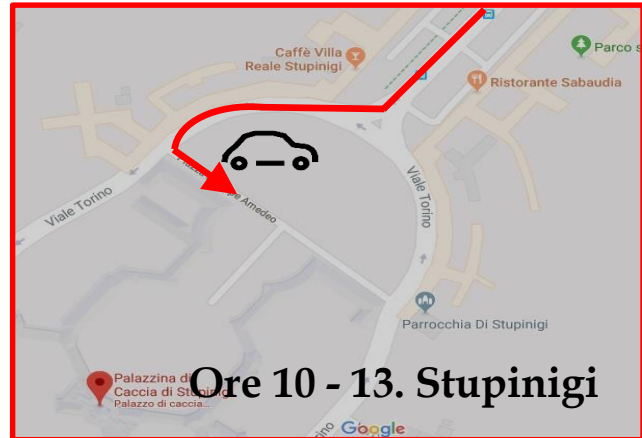 Caffè Villa
Reale Stupinigi
Parco s
Ristorante Sabaudia
Viale Torino
Amedeo
Viale Torino
Parrocchia Di Stupinigi
Palazzina di
Caccia di Stupinigi
Palazzo di caccia...
Ore 10 - 13. Stupinigi
Google